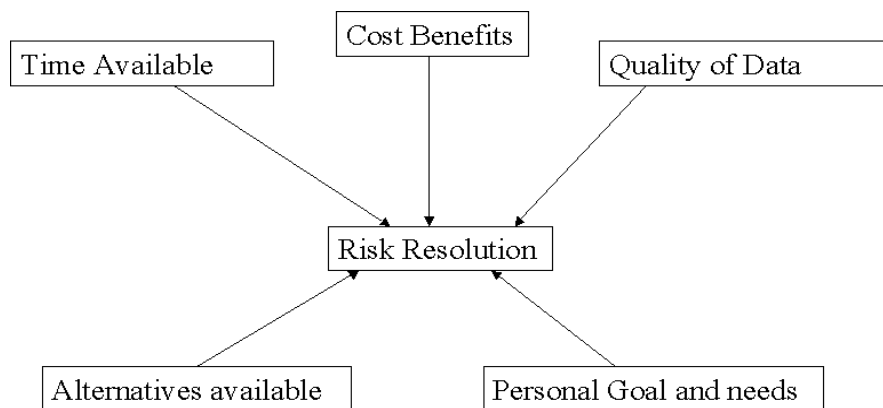 Cost Benefits
Time Available
Quality of Data
Risk Resolution
Alternatives available
Personal Goal and needs